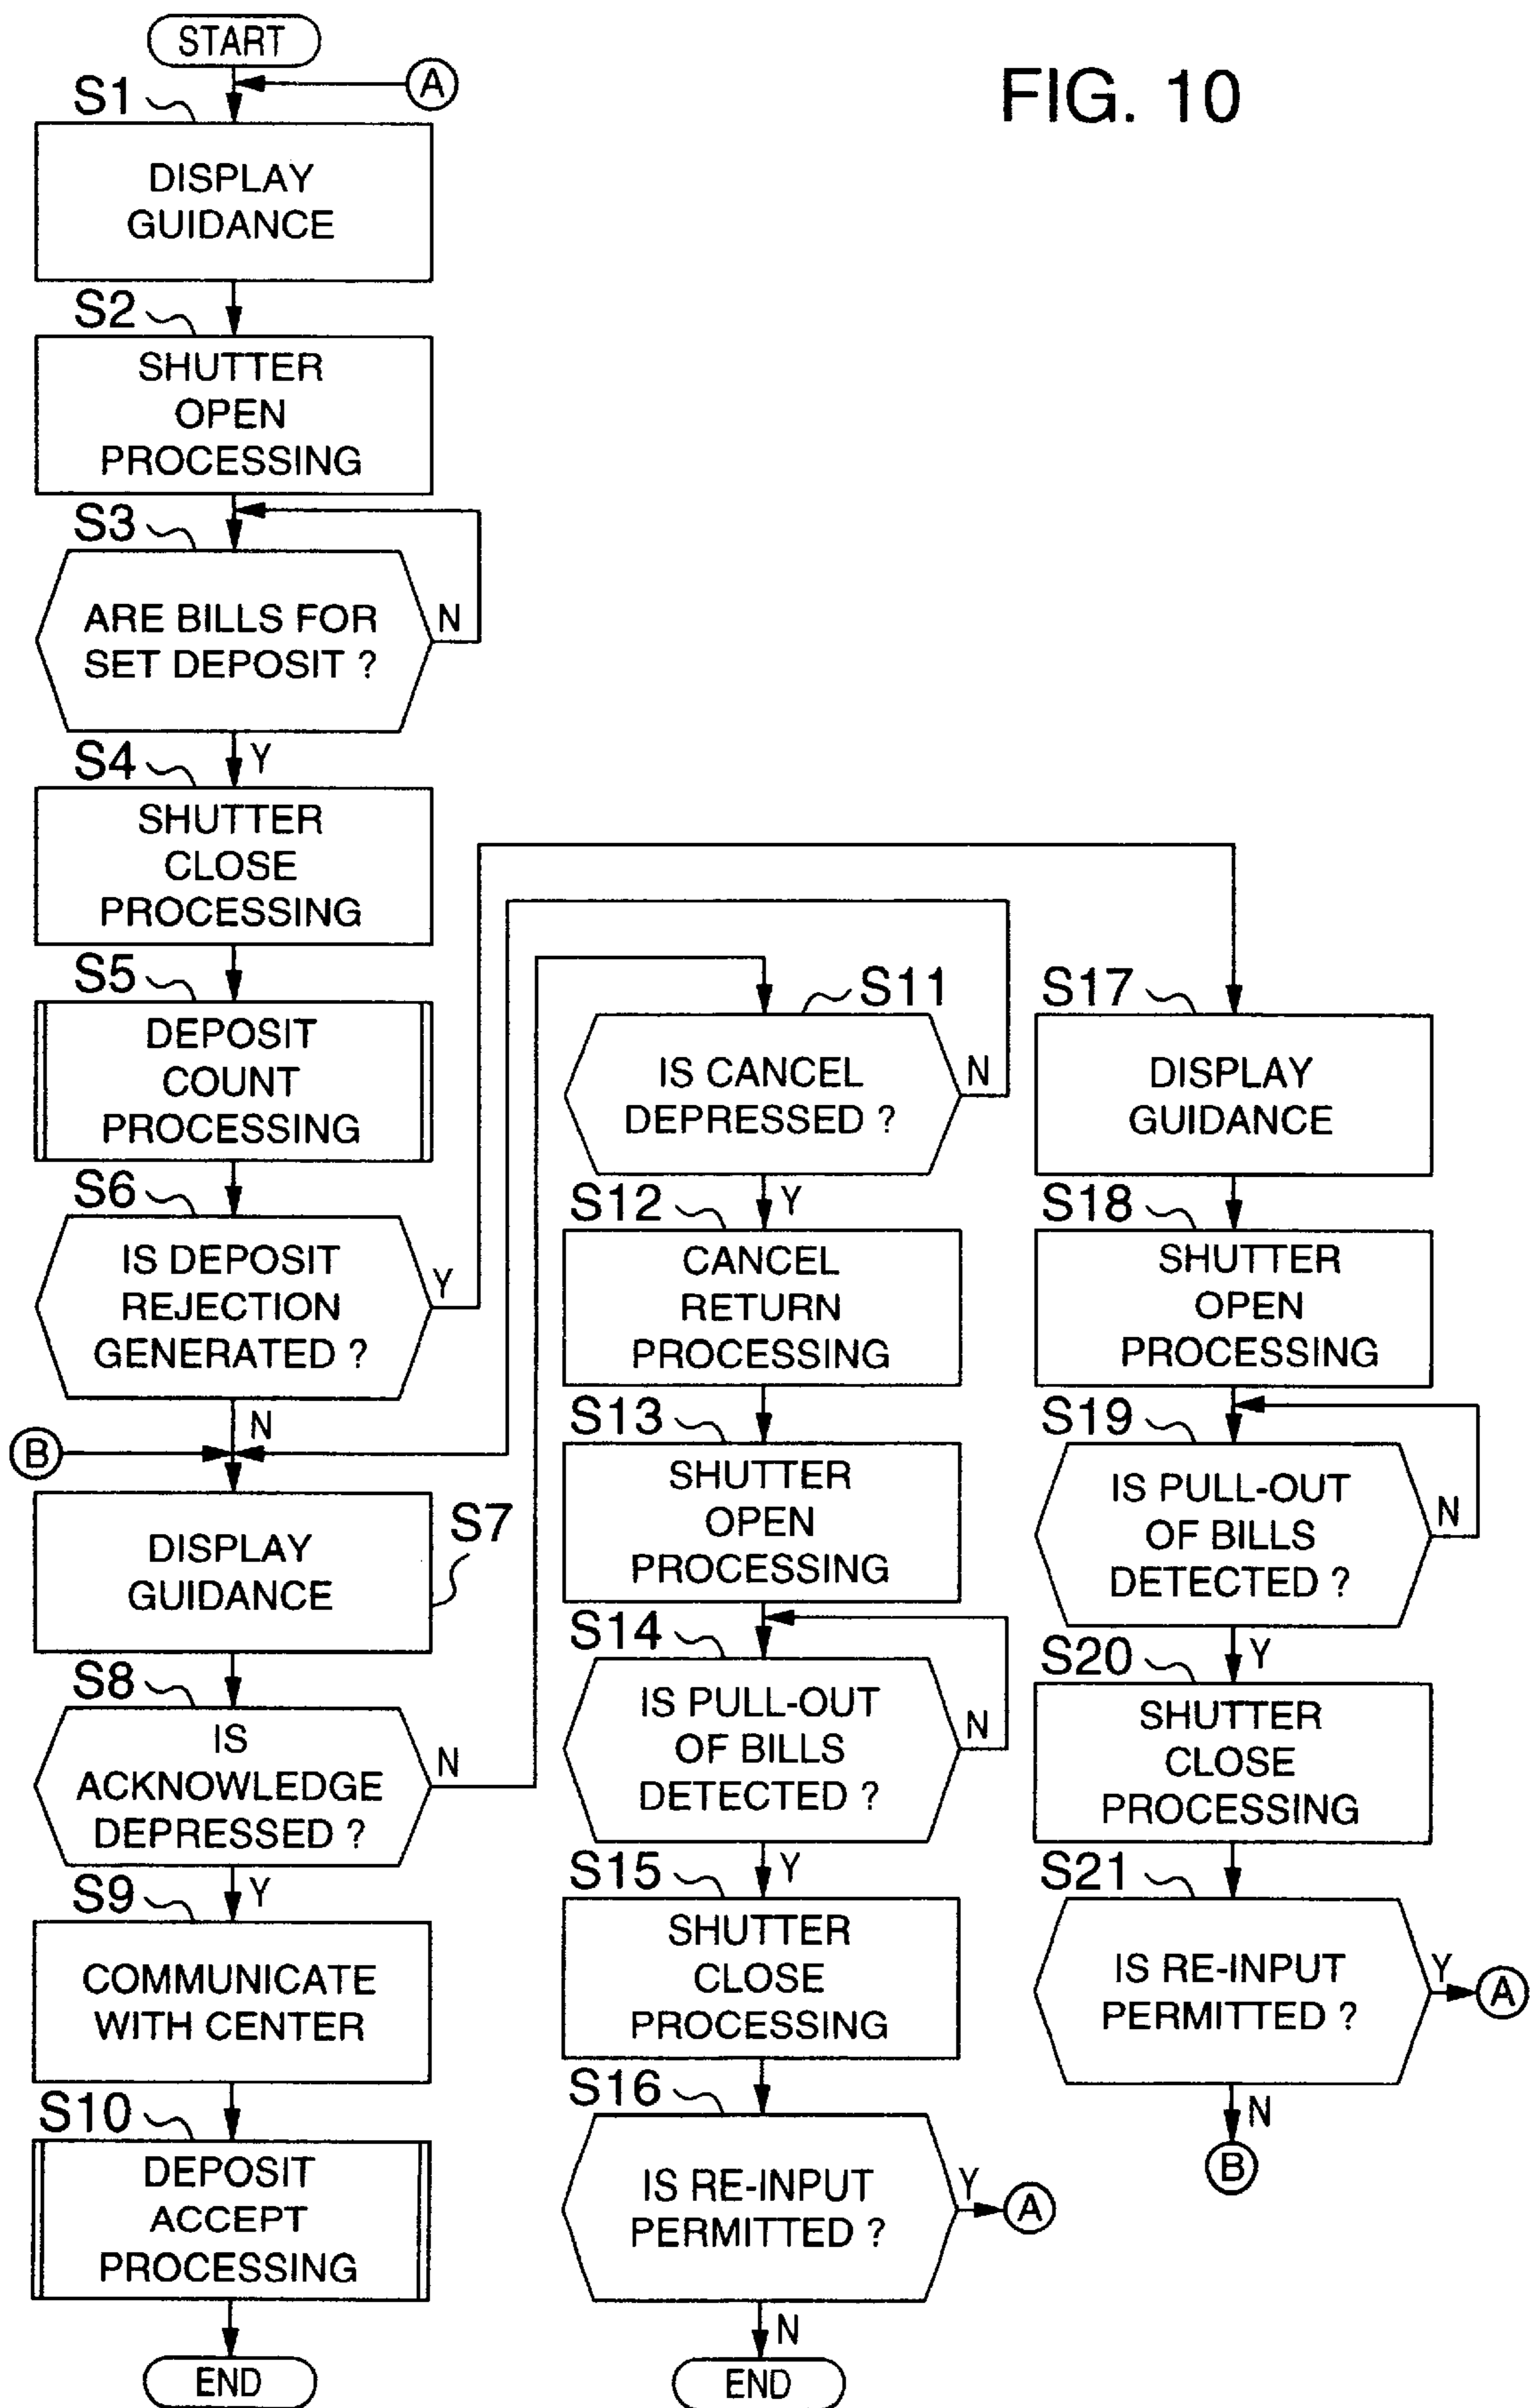 FIG. 10
START
A
S1
DISPLAY
GUIDANCE
S2
SHUTTER
OPEN
PROCESSING
S3
ARE BILLS FOR
SET DEPOSIT ?
N
Y
S4
SHUTTER
CLOSE
PROCESSING
S5
DEPOSIT
COUNT
PROCESSING
S6
IS DEPOSIT
REJECTION
GENERATED ?
Y
N
B
S7
DISPLAY
GUIDANCE
S8
IS
ACKNOWLEDGE
DEPRESSED ?
N
Y
S9
COMMUNICATE
WITH CENTER
S10
DEPOSIT
ACCEPT
PROCESSING
END
S11
IS CANCEL
DEPRESSED ?
N
Y
S12
CANCEL
RETURN
PROCESSING
S13
SHUTTER
OPEN
PROCESSING
S14
IS PULL-OUT
OF BILLS
DETECTED ?
N
Y
S15
SHUTTER
CLOSE
PROCESSING
S16
IS RE-INPUT
PERMITTED ?
Y
A
N
END
S17
DISPLAY
GUIDANCE
S18
SHUTTER
OPEN
PROCESSING
S19
IS PULL-OUT
OF BILLS
DETECTED ?
N
Y
S20
SHUTTER
CLOSE
PROCESSING
S21
IS RE-INPUT
PERMITTED ?
Y
A
N
B